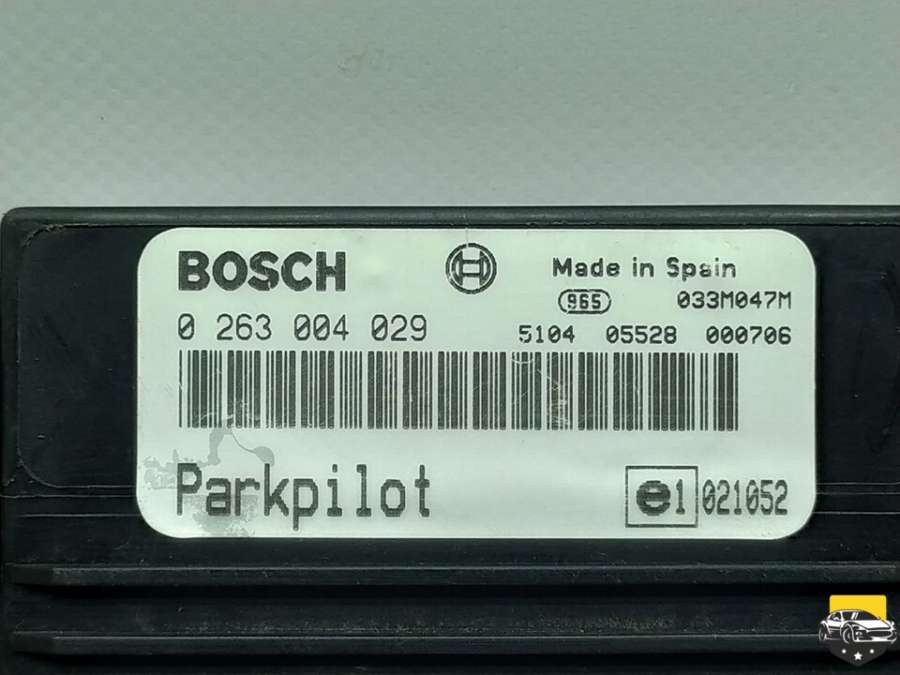 BOSCH
Made in Spain
965 033M047M
0 263 004 029
5104 05528 000706
Parkpilot
e1 021052